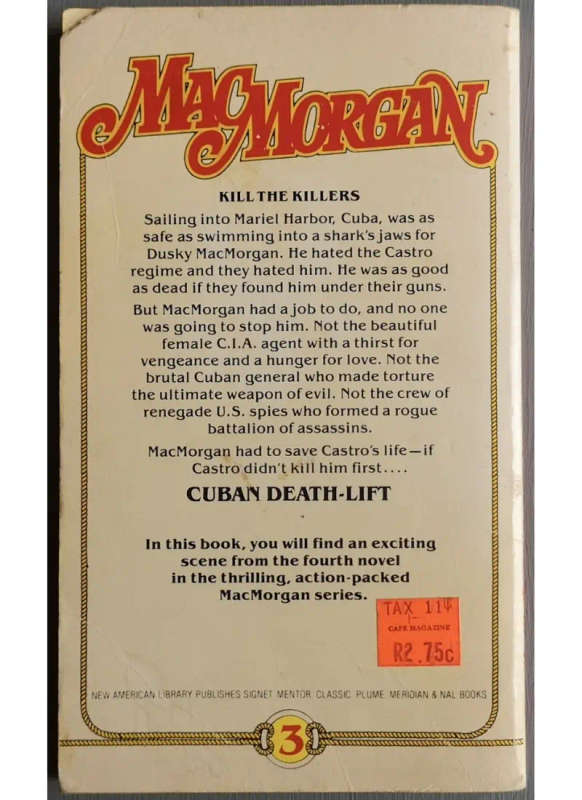 MACMORGAN
KILL THE KILLERS
Sailing into Mariel Harbor, Cuba, was as
safe as swimming into a shark's jaws for
Dusky MacMorgan. He hated the Castro
regime and they hated him. He was as good
as dead if they found him under their guns.
But MacMorgan had a job to do, and no one
was going to stop him. Not the beautiful
female C.I.A. agent with a thirst for
vengeance and a hunger for love. Not the
brutal Cuban general who made torture
the ultimate weapon of evil. Not the crew of
renegade U.S. spies who formed a rogue
battalion of assassins.
MacMorgan had to save Castro's life—if
Castro didn't kill him first....
CUBAN DEATH-LIFT
In this book, you will find an exciting
scene from the fourth novel
in the thrilling, action-packed
MacMorgan series.
TAX 11¢
CAPE MAGAZINE
R2.75c
NEW AMERICAN LIBRARY PUBLISHES SIGNET, MENTOR, CLASSIC, PLUME, MERIDIAN & NAL BOOKS
3